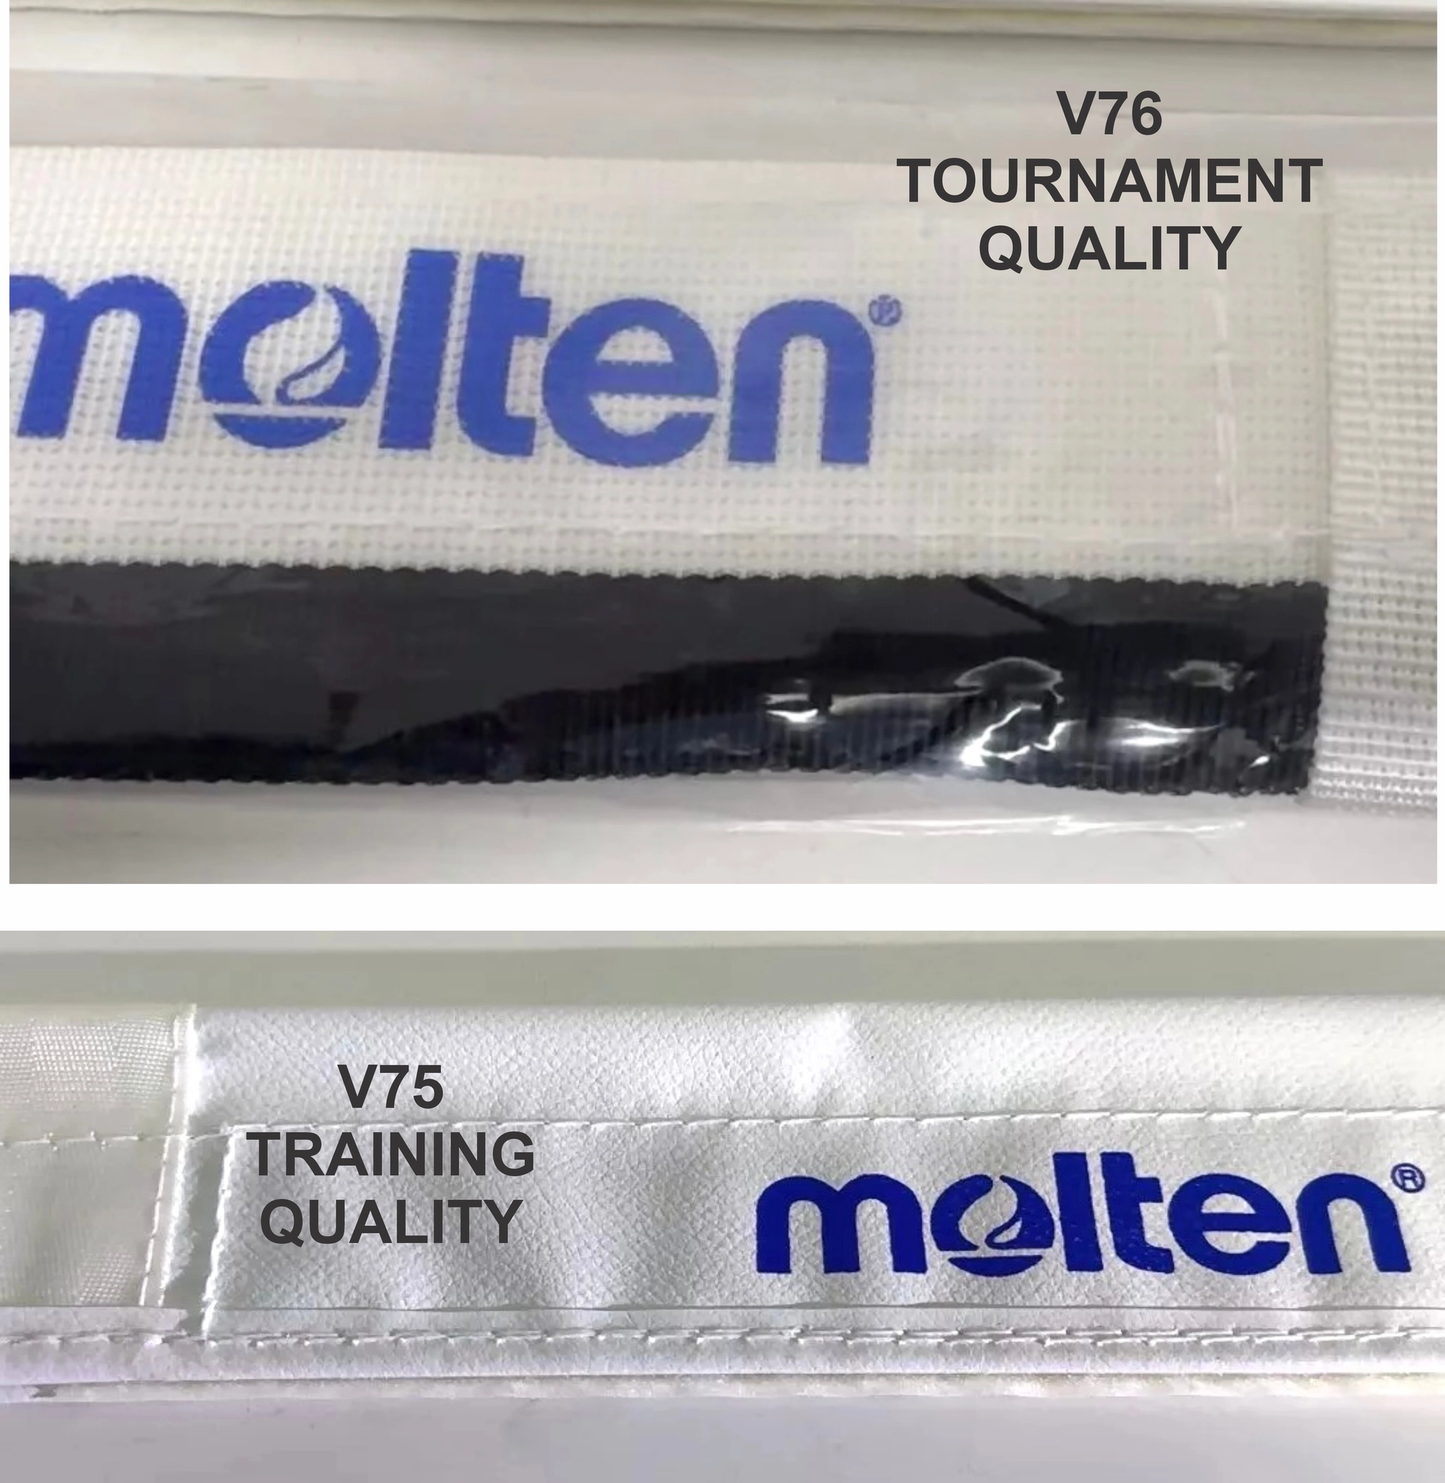 V76
TOURNAMENT
QUALITY
molten®
V75
TRAINING
QUALITY
molten®